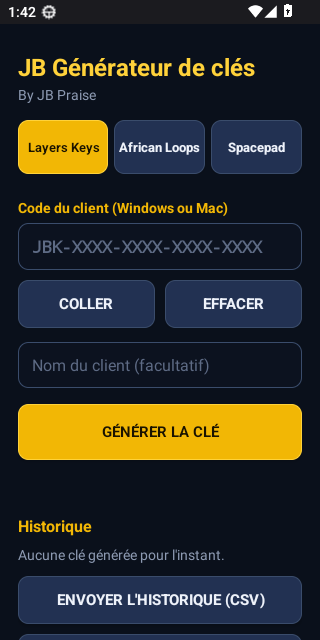 1:42
JB Générateur de clés
By JB Praise
Layers Keys
African Loops
Spacepad
Code du client (Windows ou Mac)
JBK-XXXX-XXXX-XXXX-XXXX
COLLER
EFFACER
Nom du client (facultatif)
GÉNÉRER LA CLÉ
Historique
Aucune clé générée pour l'instant.
ENVOYER L'HISTORIQUE (CSV)